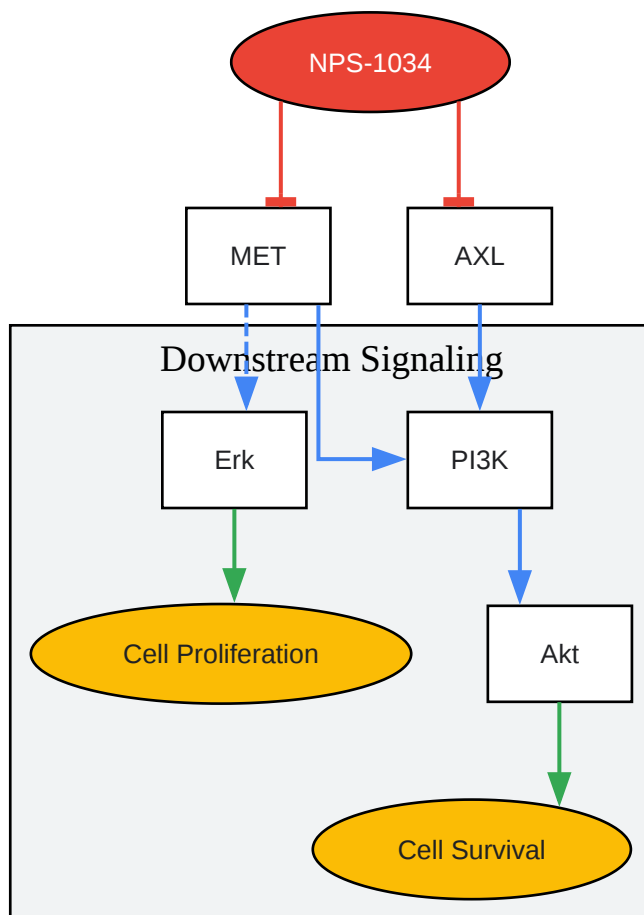 NPS-1034
MET
AXL
Downstream Signaling
Erk
PI3K
Cell Proliferation
Akt
Cell Survival